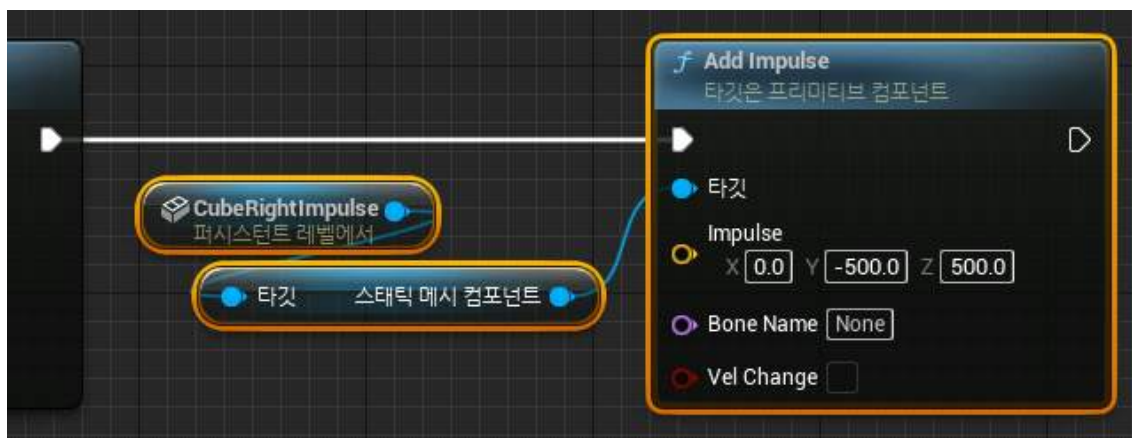 Add Impulse
타깃은 프리미티브 컴포넌트
CubeRightImpulse
퍼시스턴트 레벨에서
타깃 스태틱 메시 컴포넌트
타깃
Impulse
X 0.0 Y -500.0 Z 500.0
Bone Name None
Vel Change